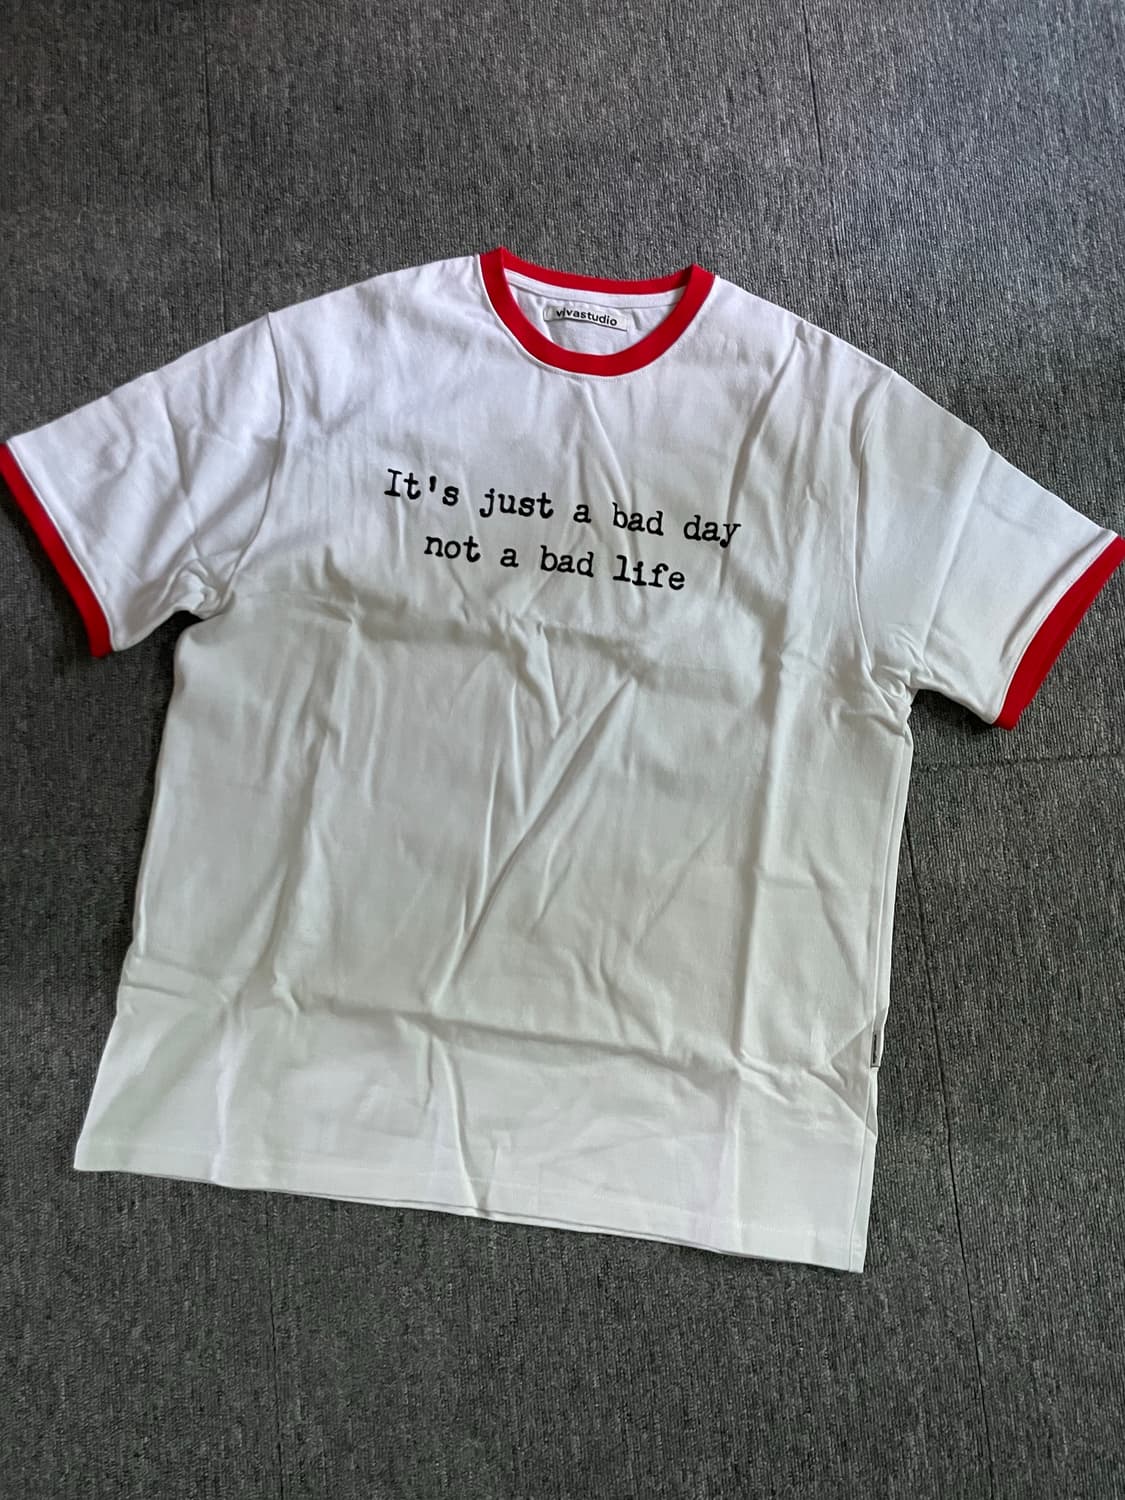 vivastudio
It's just a bad day
not a bad life